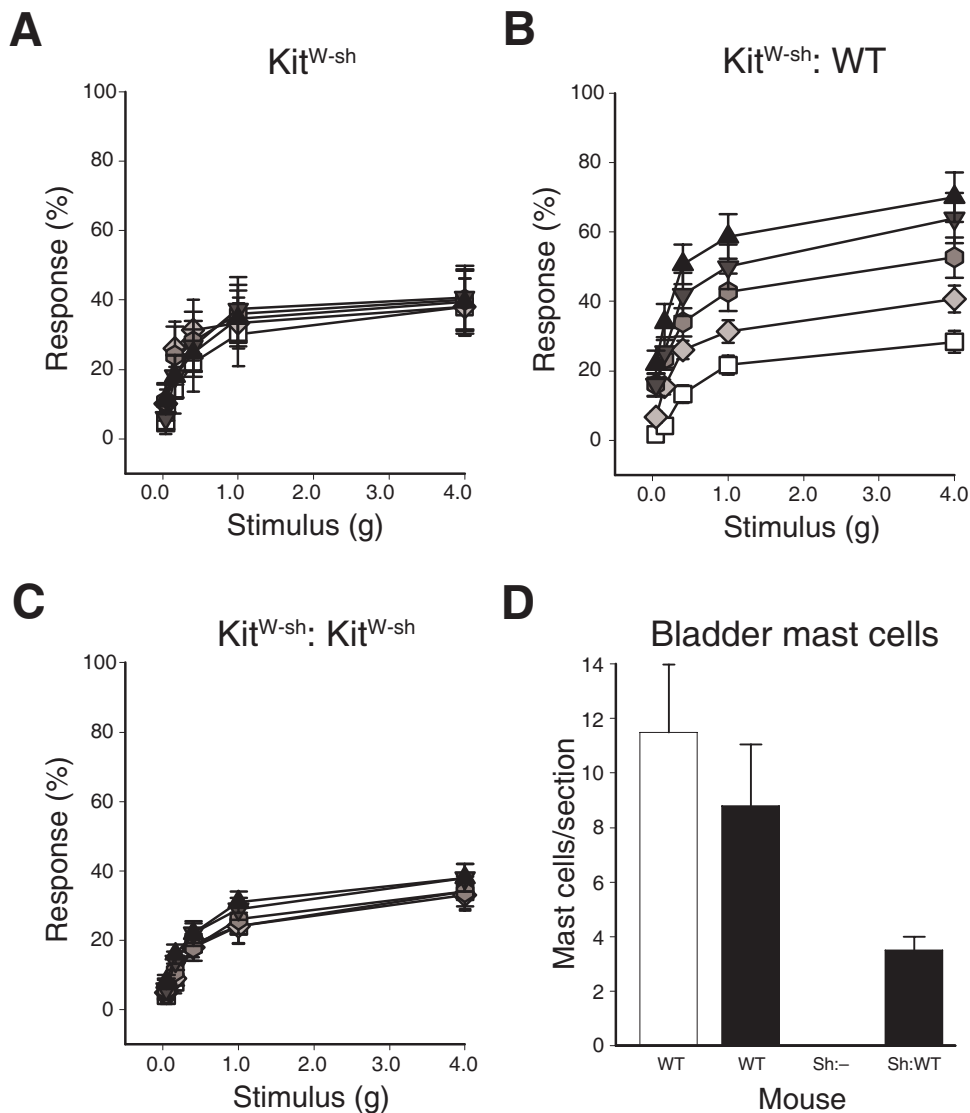 A
Kit^W-sh
100
80
60
40
20
0
Response (%)
0.0 1.0 2.0 3.0 4.0
Stimulus (g)
B
Kit^W-sh: WT
100
80
60
40
20
0
Response (%)
0.0 1.0 2.0 3.0 4.0
Stimulus (g)
C
Kit^W-sh: Kit^W-sh
100
80
60
40
20
0
Response (%)
0.0 1.0 2.0 3.0 4.0
Stimulus (g)
D
Bladder mast cells
14
12
10
8
6
4
2
0
Mast cells/section
WT WT Sh:– Sh:WT
Mouse